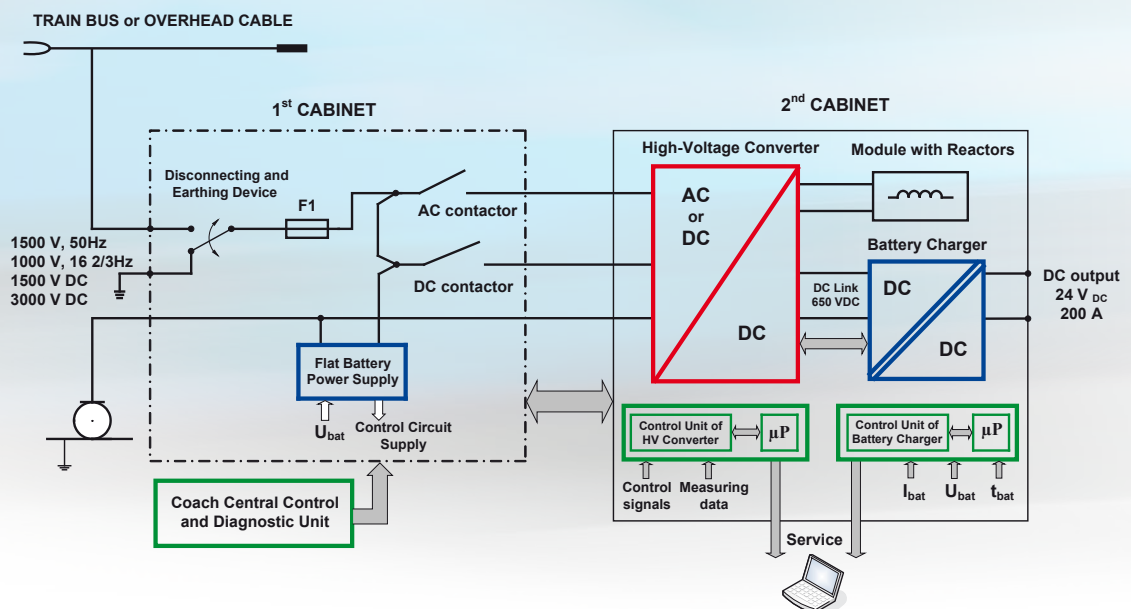 TRAIN BUS or OVERHEAD CABLE
1st CABINET
2nd CABINET
Disconnecting and
Earthing Device
F1
AC contactor
DC contactor
1500 V, 50Hz
1000 V, 16 2/3Hz
1500 V DC
3000 V DC
Flat Battery
Power Supply
Ubat
Control Circuit
Supply
Coach Central Control
and Diagnostic Unit
High-Voltage Converter
AC
or
DC
DC
Module with Reactors
Battery Charger
DC Link
650 VDC
DC
DC
DC output
24 V DC
200 A
Control Unit of
HV Converter
µP
Control Unit of
Battery Charger
µP
Control
signals
Measuring
data
Ibat
Ubat
tbat
Service